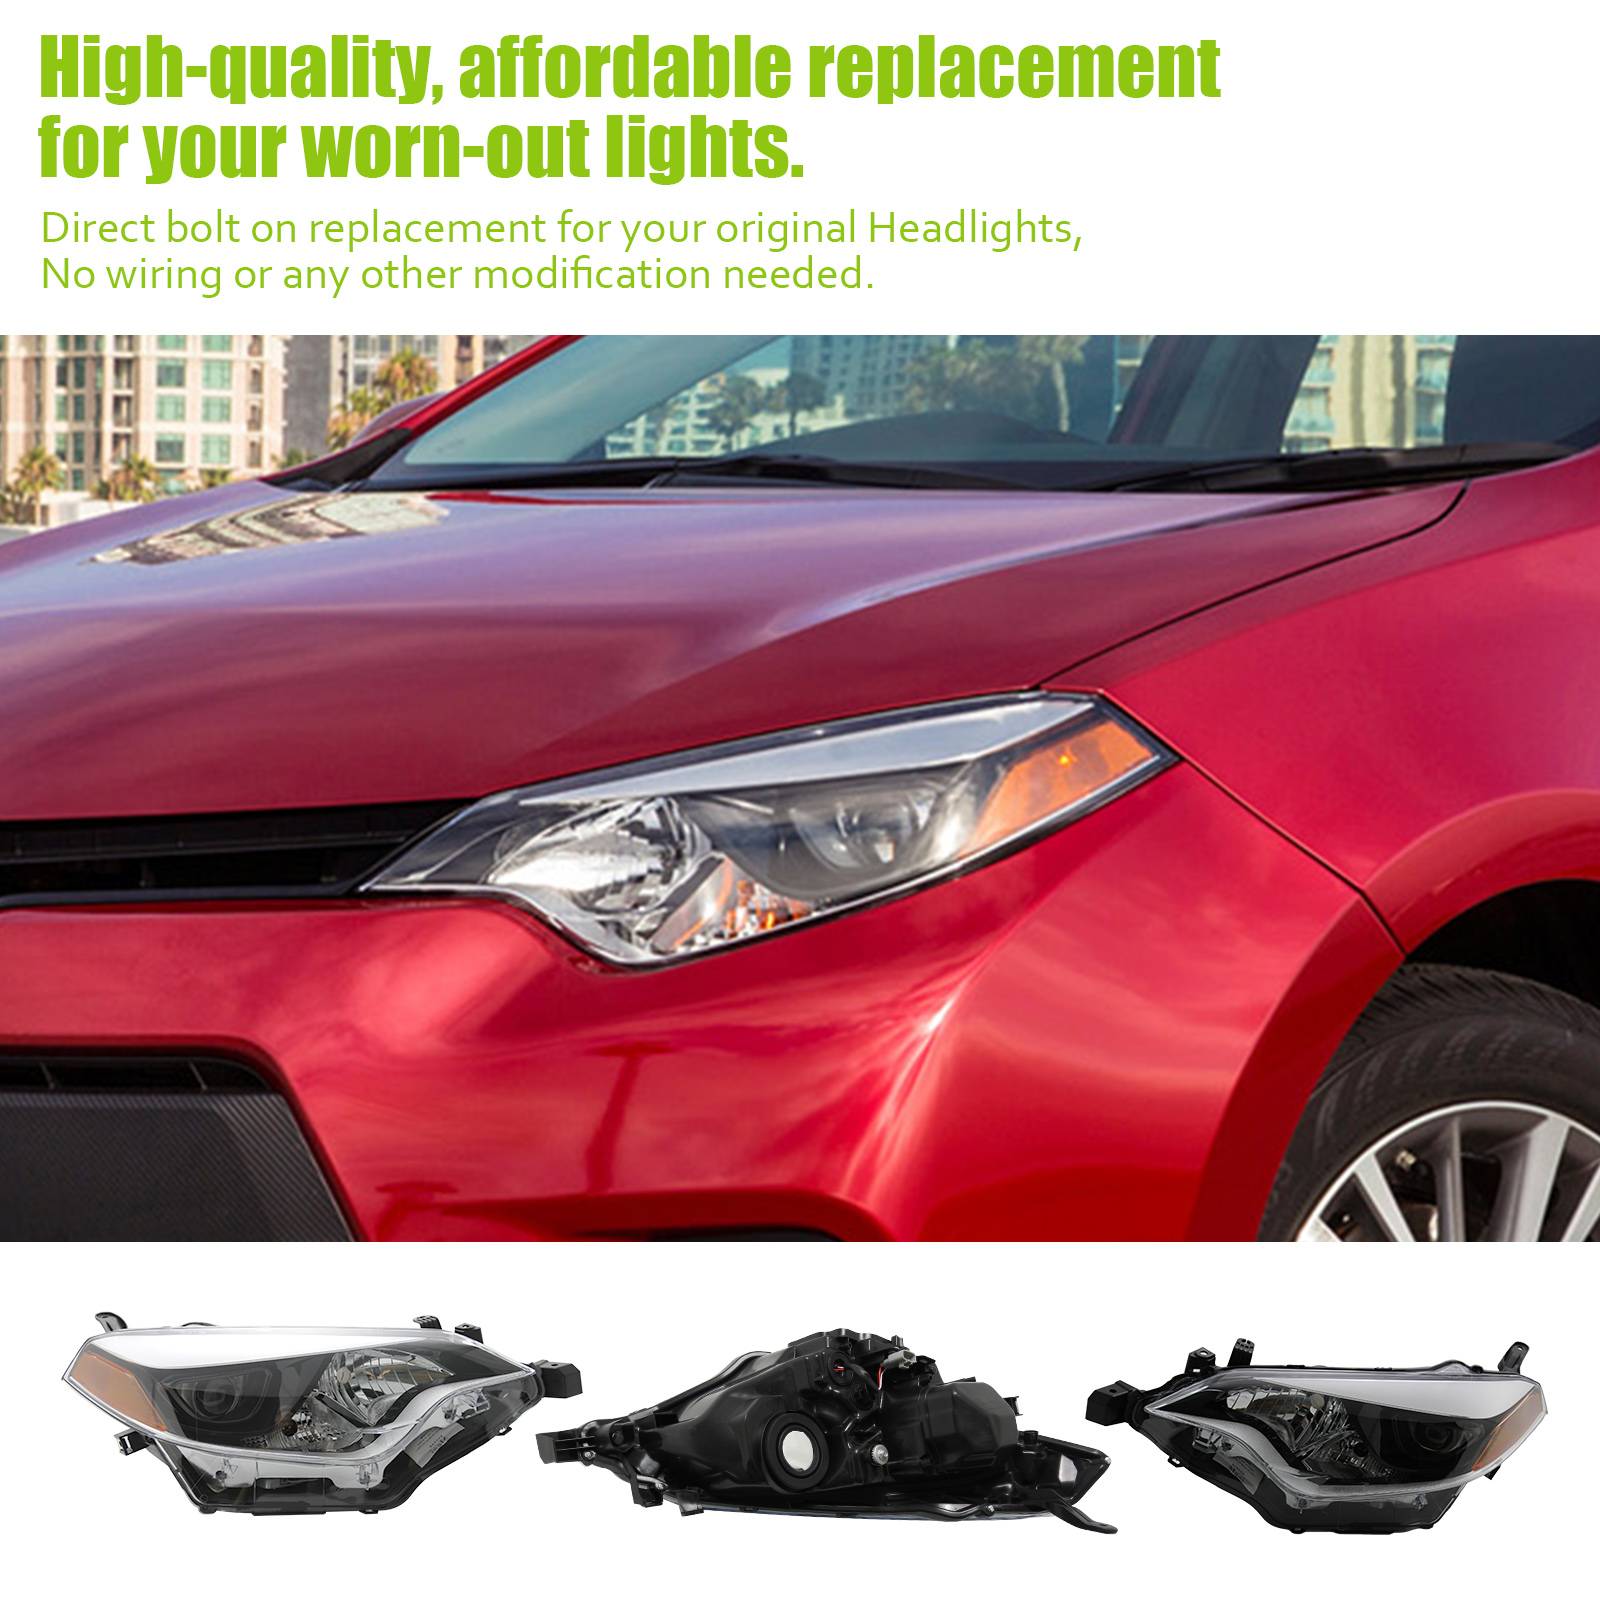 High-quality, affordable replacement
for your worn-out lights.
Direct bolt on replacement for your original Headlights,
No wiring or any other modification needed.